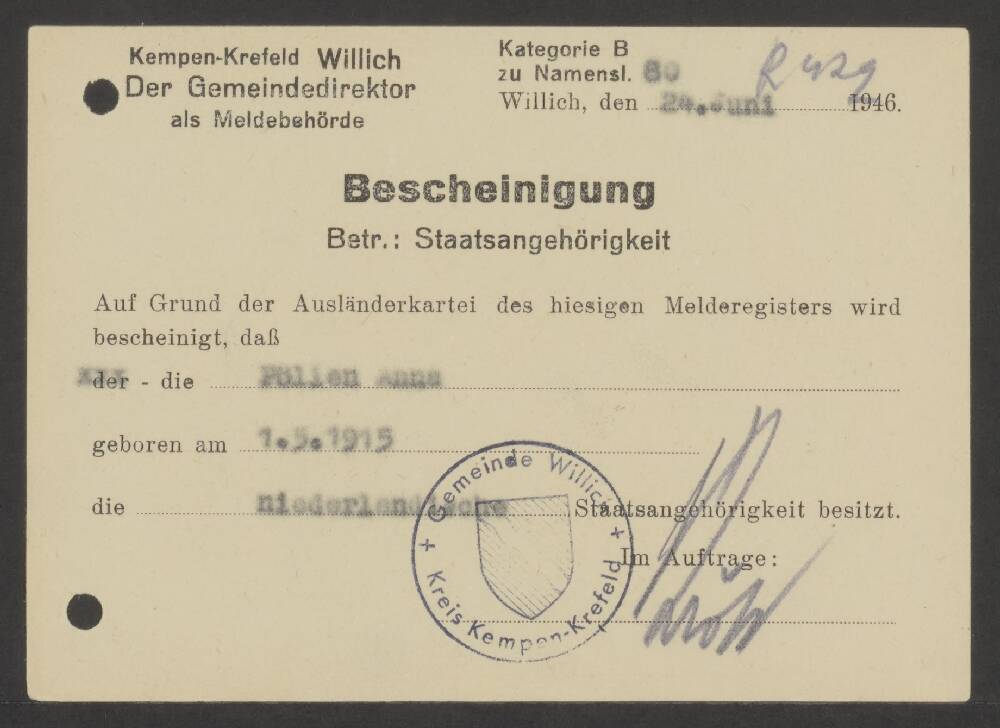 Kempen-Krefeld Willich
Der Gemeindedirektor
als Meldebehörde
Kategorie B
zu Namensl. 80
Willich, den 24.Juni 1946.
Bescheinigung
Betr.: Staatsangehörigkeit
Auf Grund der Ausländerkartei des hiesigen Melderegisters wird
bescheinigt, daß
der - die Pölien Anna
geboren am 1.5.1915
die niederländische Staatsangehörigkeit besitzt.
Im Auftrage:
Gemeinde Willich
Kreis Kempen-Krefeld